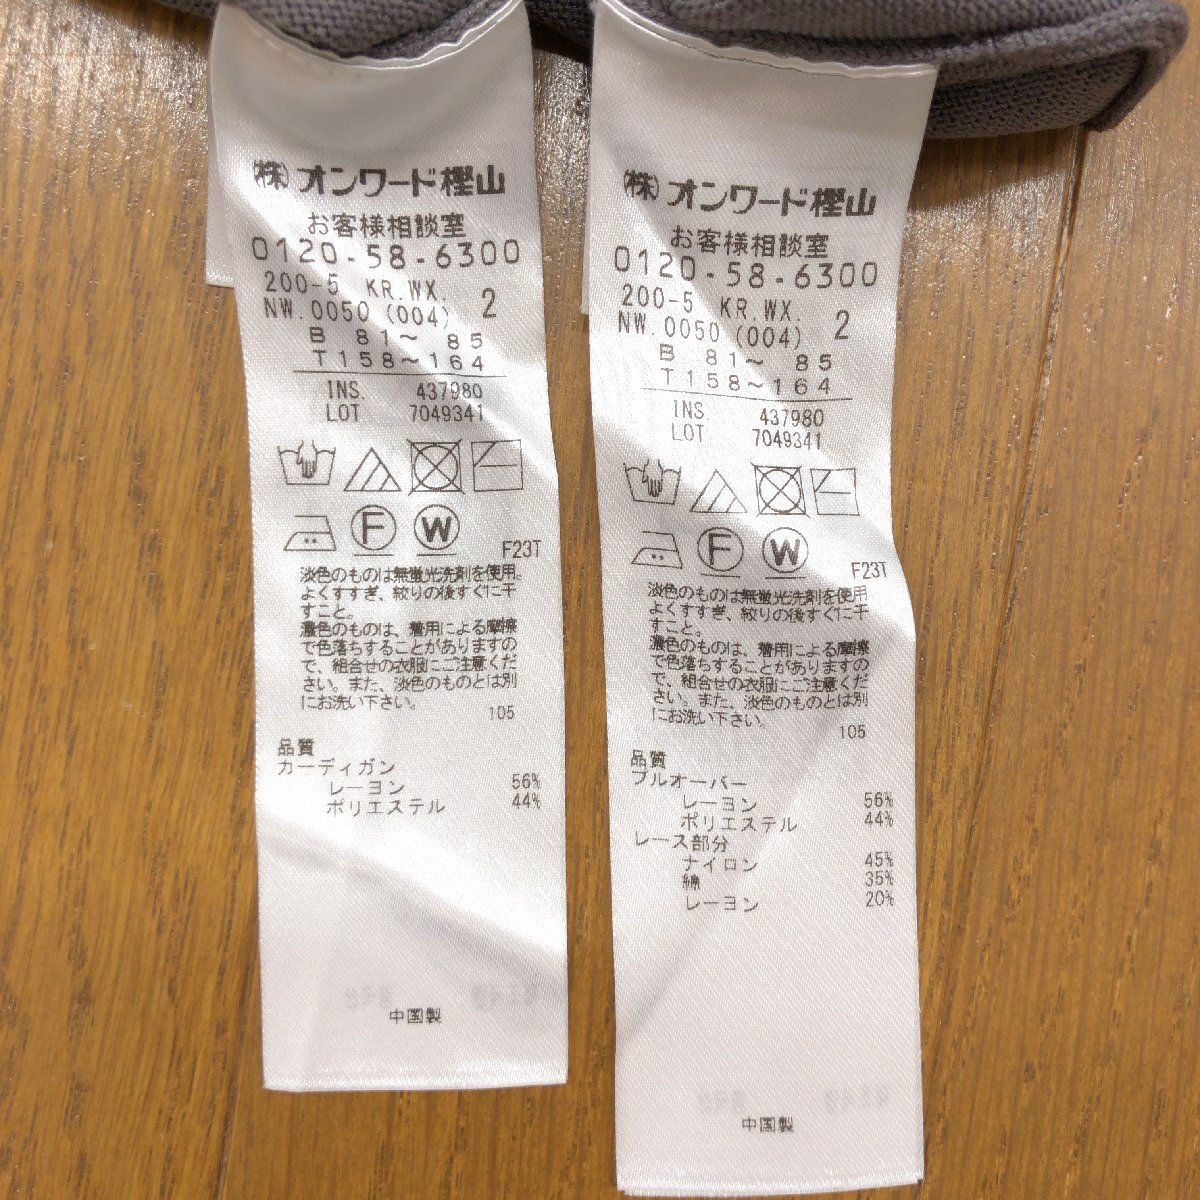 (株)オンワード樫山
お客様相談室
0120-58-6300
200-5 KR.WX. 2
NW.0050 (004)
B 81～ 85
T158～164
INS. 437980
LOT 7049341
F W
F23T
淡色のものは無蛍光洗剤を使用。
よくすすぎ、絞りの後すぐに干
すこと。
濃色のものは、着用による摩擦
で色落ちすることがありますの
で、組合せの衣服にご注意くだ
さい。また、淡色のものとは別
にお洗い下さい。
105
品質
カーディガン
レーヨン 56%
ポリエステル 44%
中国製
(株)オンワード樫山
お客様相談室
0120-58-6300
200-5 KR.WX. 2
NW.0050 (004)
B 81～ 85
T158～164
INS 437980
LOT 7049341
F W
F23T
淡色のものは無蛍光洗剤を使用。
よくすすぎ、絞りの後すぐに干
すこと。
濃色のものは、着用による摩擦
で色落ちすることがありますの
で、組合せの衣服にご注意くだ
さい。また、淡色のものとは別
にお洗い下さい。
105
品質
プルオーバー
レーヨン 56%
ポリエステル 44%
レース部分
ナイロン 45%
綿 35%
レーヨン 20%
中国製